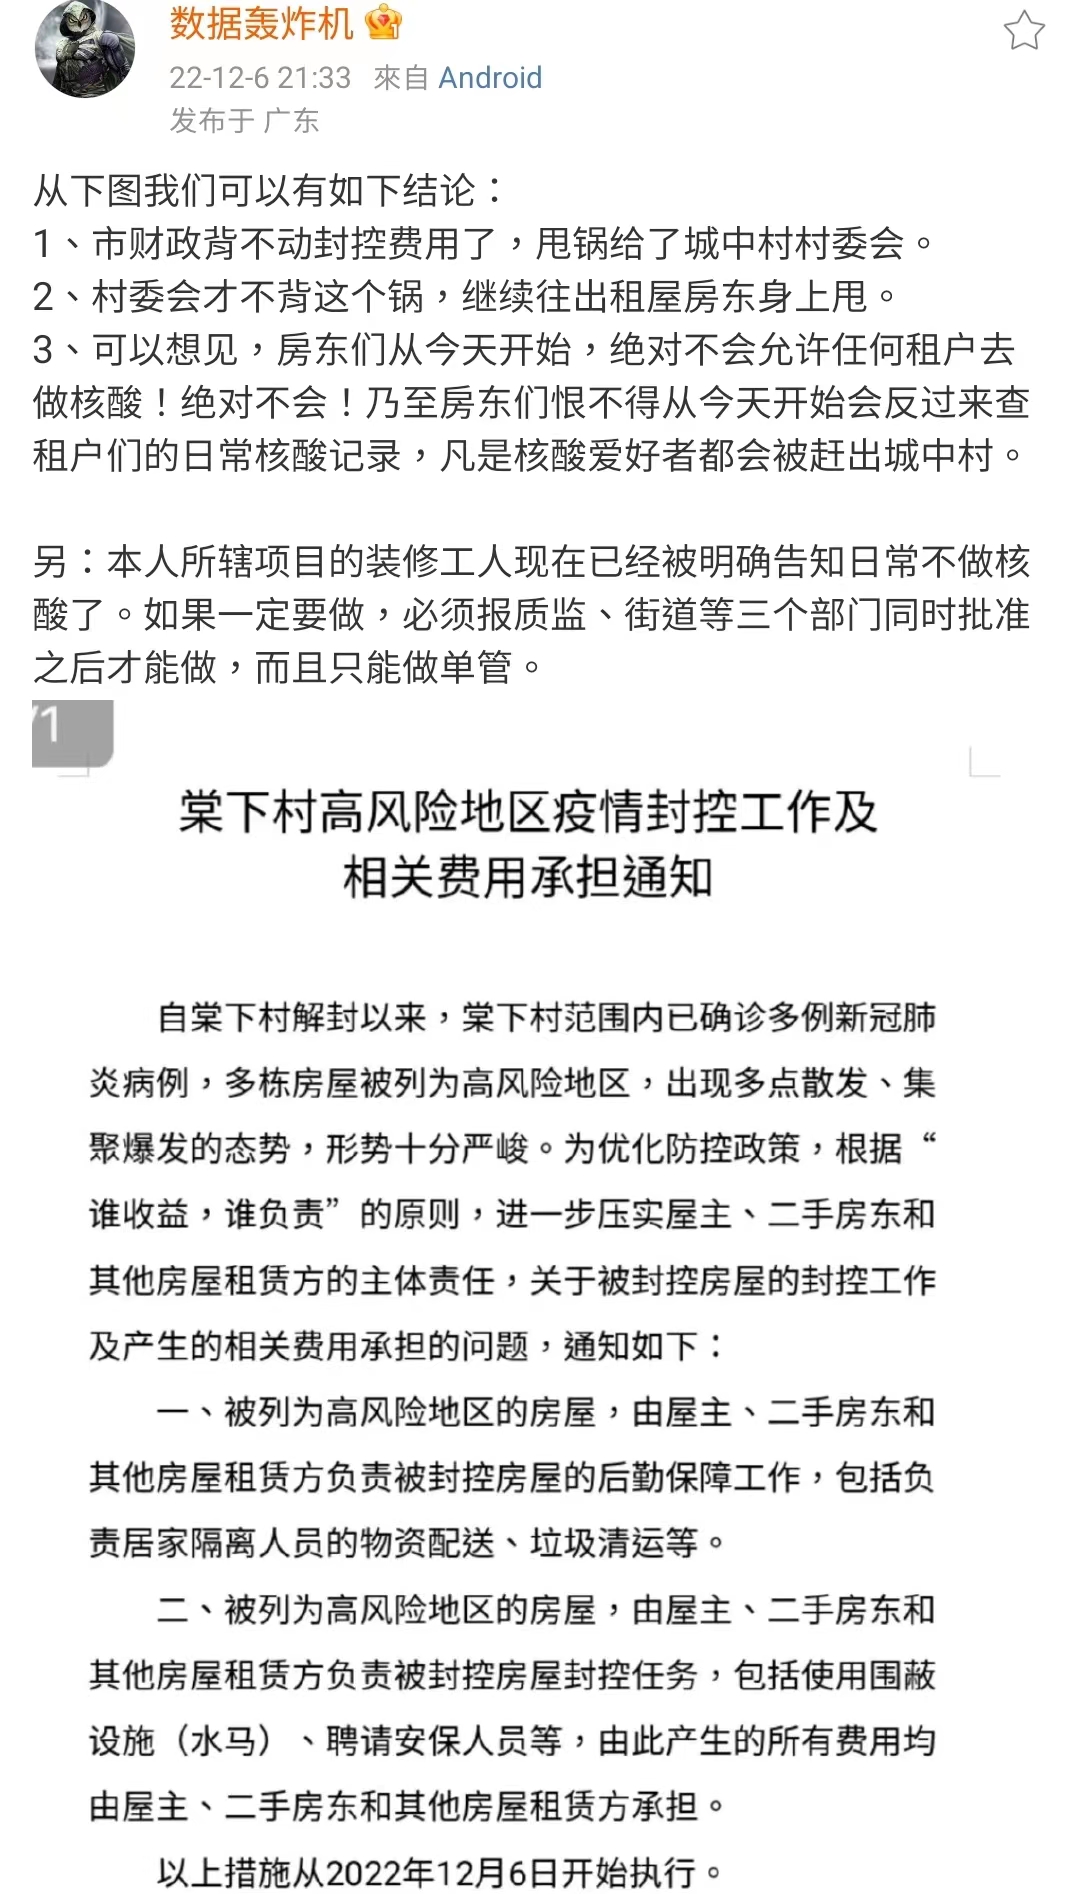 数据轰炸机
22-12-6 21:33 來自 Android
发布于 广东
从下图我们可以有如下结论：
1、市财政背不动封控费用了，甩锅给了城中村村委会。
2、村委会才不背这个锅，继续往出租屋房东身上甩。
3、可以想见，房东们从今天开始，绝对不会允许任何租户去
做核酸！绝对不会！乃至房东们恨不得从今天开始会反过来查
租户们的日常核酸记录，凡是核酸爱好者都会被赶出城中村。
另：本人所辖项目的装修工人现在已经被明确告知日常不做核
酸了。如果一定要做，必须报质监、街道等三个部门同时批准
之后才能做，而且只能做单管。
/1
棠下村高风险地区疫情封控工作及
相关费用承担通知
自棠下村解封以来，棠下村范围内已确诊多例新冠肺
炎病例，多栋房屋被列为高风险地区，出现多点散发、集
聚爆发的态势，形势十分严峻。为优化防控政策，根据“
谁收益，谁负责”的原则，进一步压实屋主、二手房东和
其他房屋租赁方的主体责任，关于被封控房屋的封控工作
及产生的相关费用承担的问题，通知如下：
一、被列为高风险地区的房屋，由屋主、二手房东和
其他房屋租赁方负责被封控房屋的后勤保障工作，包括负
责居家隔离人员的物资配送、垃圾清运等。
二、被列为高风险地区的房屋，由屋主、二手房东和
其他房屋租赁方负责被封控房屋封控任务，包括使用围蔽
设施（水马）、聘请安保人员等，由此产生的所有费用均
由屋主、二手房东和其他房屋租赁方承担。
以上措施从2022年12月6日开始执行。